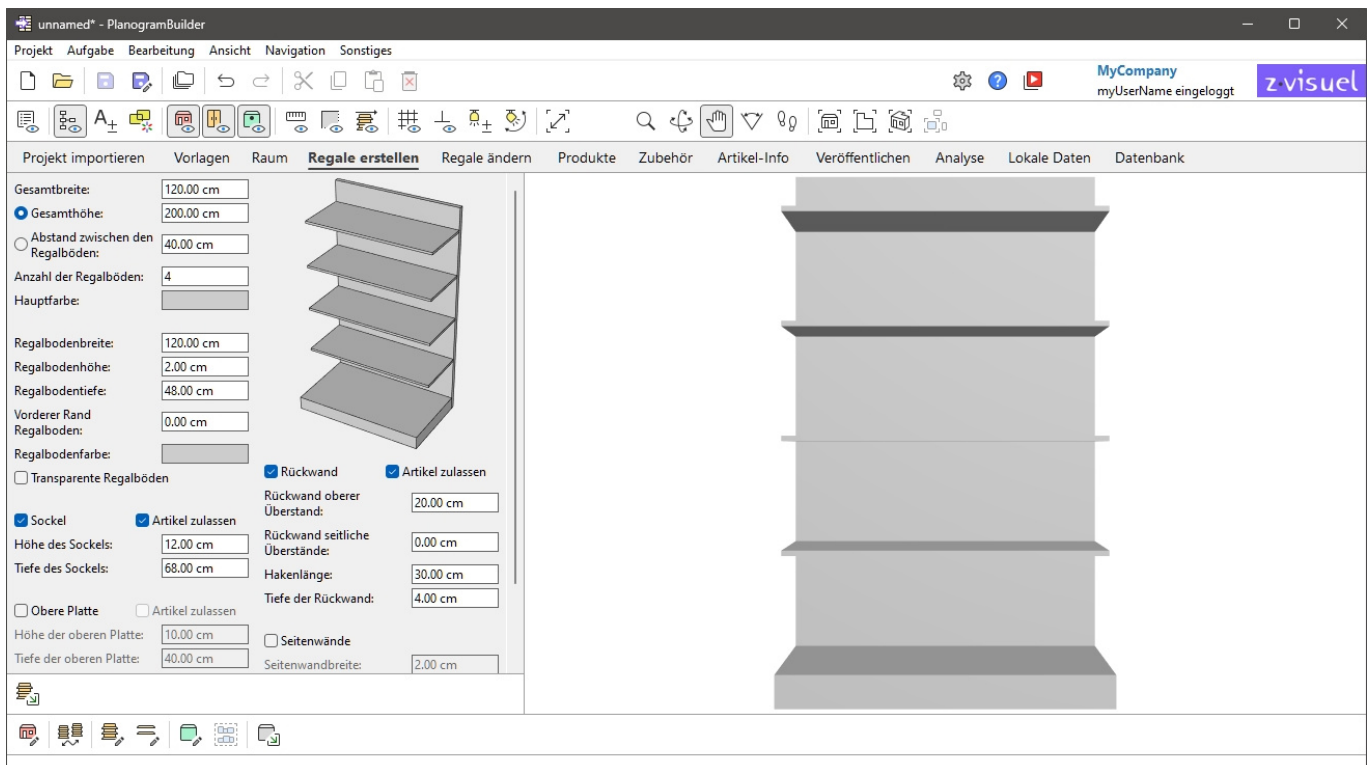 unnamed* - PlanogramBuilder
Projekt Aufgabe Bearbeitung Ansicht Navigation Sonstiges
MyCompany
myUserName eingeloggt
z·visuel
Projekt importieren Vorlagen Raum Regale erstellen Regale ändern Produkte Zubehör Artikel-Info Veröffentlichen Analyse Lokale Daten Datenbank
Gesamtbreite: 120.00 cm
Gesamthöhe: 200.00 cm
Abstand zwischen den
Regalböden: 40.00 cm
Anzahl der Regalböden: 4
Hauptfarbe:
Regalbodenbreite: 120.00 cm
Regalbodenhöhe: 2.00 cm
Regalbodentiefe: 48.00 cm
Vorderer Rand
Regalboden: 0.00 cm
Regalbodenfarbe:
Transparente Regalböden
Sockel Artikel zulassen
Höhe des Sockels: 12.00 cm
Tiefe des Sockels: 68.00 cm
Obere Platte Artikel zulassen
Höhe der oberen Platte: 10.00 cm
Tiefe der oberen Platte: 40.00 cm
Rückwand Artikel zulassen
Rückwand oberer
Überstand: 20.00 cm
Rückwand seitliche
Überstände: 0.00 cm
Hakenlänge: 30.00 cm
Tiefe der Rückwand: 4.00 cm
Seitenwände
Seitenwandbreite: 2.00 cm